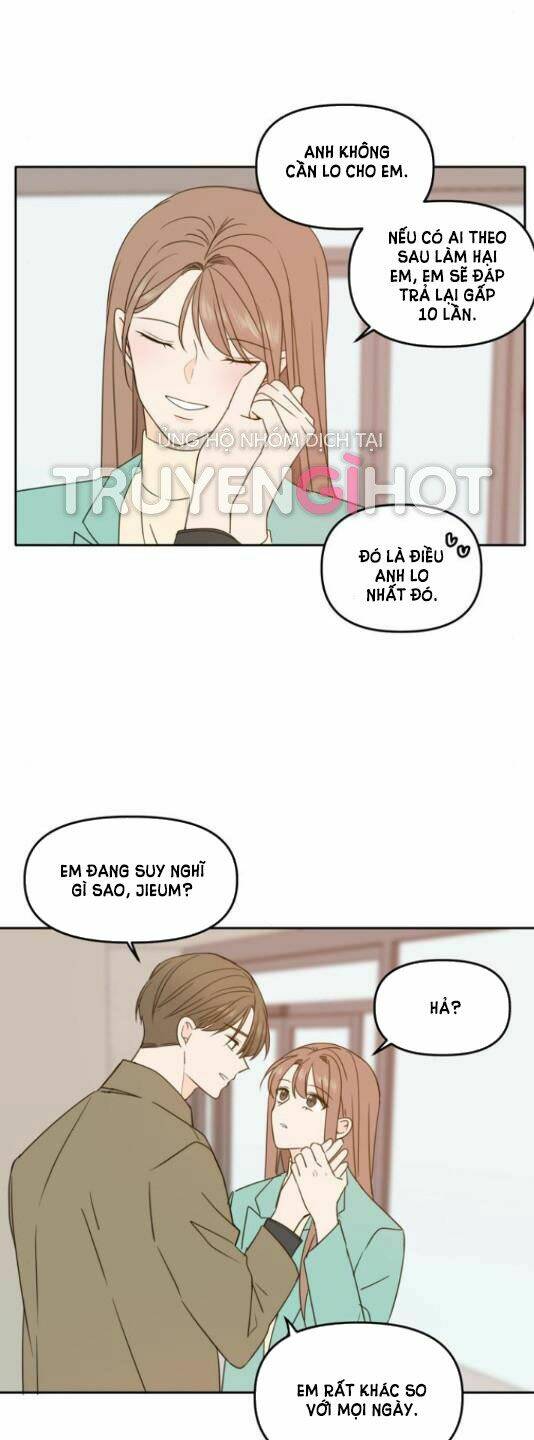 ANH KHÔNG
CẦN LO CHO EM.
NẾU CÓ AI THEO
SAU LÀM HẠI
EM, EM SẼ ĐÁP
TRẢ LẠI GẤP
10 LẦN.
ỦNG HỘ NHÓM DỊCH TẠI
TRUYENGIHOT
ĐÓ LÀ ĐIỀU
ANH LO
NHẤT ĐÓ.
EM ĐANG SUY NGHĨ
GÌ SAO, JIEUM?
HẢ?
EM RẤT KHÁC SO
VỚI MỌI NGÀY.